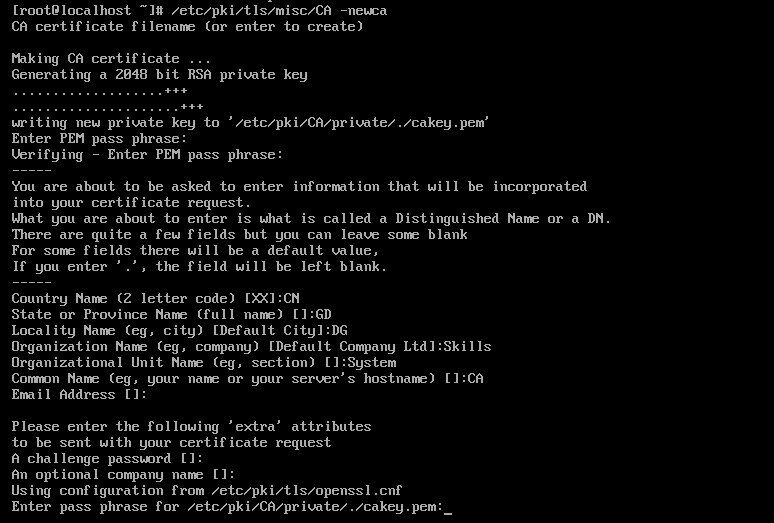 [root@localhost ~]# /etc/pki/tls/misc/CA -newca
CA certificate filename (or enter to create)
Making CA certificate ...
Generating a 2048 bit RSA private key
...................+++
.....................+++
writing new private key to '/etc/pki/CA/private/./cakey.pem'
Enter PEM pass phrase:
Verifying - Enter PEM pass phrase:
-----
You are about to be asked to enter information that will be incorporated
into your certificate request.
What you are about to enter is what is called a Distinguished Name or a DN.
There are quite a few fields but you can leave some blank
For some fields there will be a default value,
If you enter '.', the field will be left blank.
-----
Country Name (2 letter code) [XX]:CN
State or Province Name (full name) []:GD
Locality Name (eg, city) [Default City]:DG
Organization Name (eg, company) [Default Company Ltd]:Skills
Organizational Unit Name (eg, section) []:System
Common Name (eg, your name or your server's hostname) []:CA
Email Address []:
Please enter the following 'extra' attributes
to be sent with your certificate request
A challenge password []:
An optional company name []:
Using configuration from /etc/pki/tls/openssl.cnf
Enter pass phrase for /etc/pki/CA/private/./cakey.pem:_